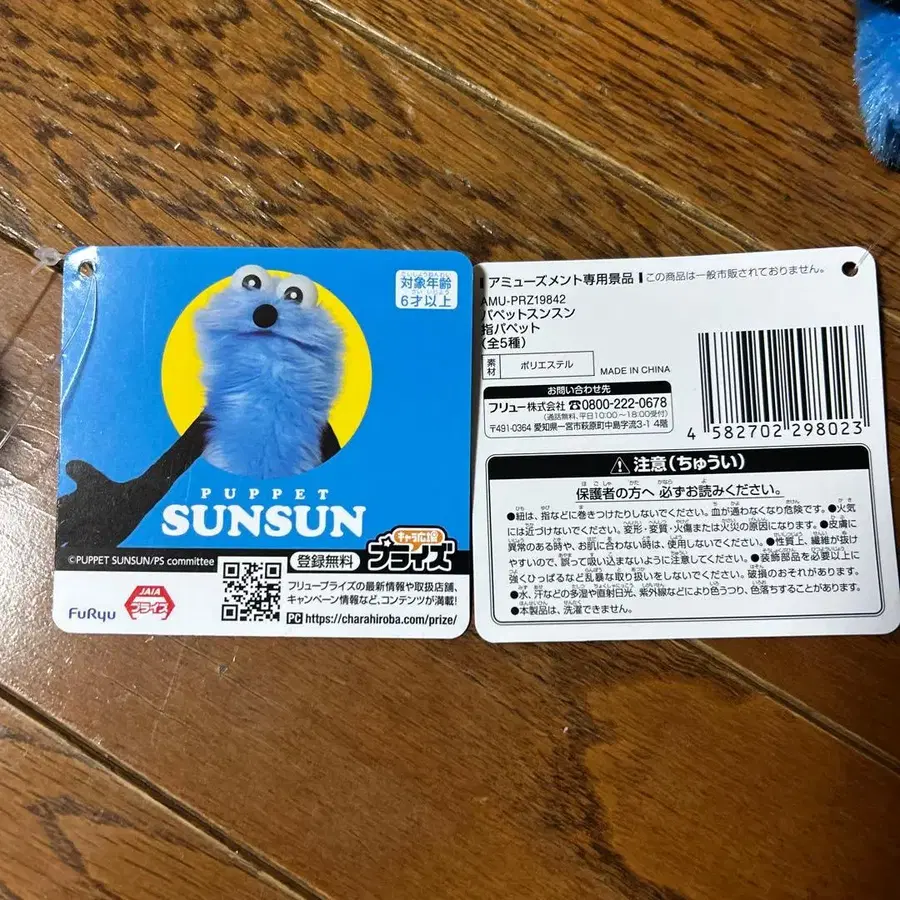 対象年齢
6才以上
PUPPET
SUNSUN
©PUPPET SUNSUN/PS committee
登録無料
キャラ広場
プライズ
フリュープライズの最新情報や取扱店舗、
キャンペーン情報など、コンテンツが満載!
PC https://charahiroba.com/prize/
FuRyu
JAIA
プライズ
アミューズメント専用景品 この商品は一般市販されておりません。
AMU-PRZ19842
パペットスンスン
指パペット
(全5種)
素材 ポリエステル MADE IN CHINA
お問い合わせ先
フリュー株式会社 ☎0800-222-0678
(通話無料、平日10:00~18:00受付)
〒491-0364 愛知県一宮市萩原町中島字流3-1 4階
4 582702 298023
⚠注意(ちゅうい)
保護者の方へ 必ずお読みください。
●紐は、指などに巻きつけたりしないでください。血が通わなくなり危険です。●火気
には近づけないでください。変形・変質・火傷または火災の原因になります。●皮膚に
異常のある時や、お肌に合わない時は、使用しないでください。●性質上、繊維が抜け
やすいので、誤って吸い込まないように注意してください。●装飾部品を必要以上に
強くひっぱるなど乱暴な取り扱いをしないでください。破損のおそれがあります。
●水、汗などの多湿や直射日光、紫外線などにより色うつり、色落ちすることがあります。
●本製品は、洗濯できません。